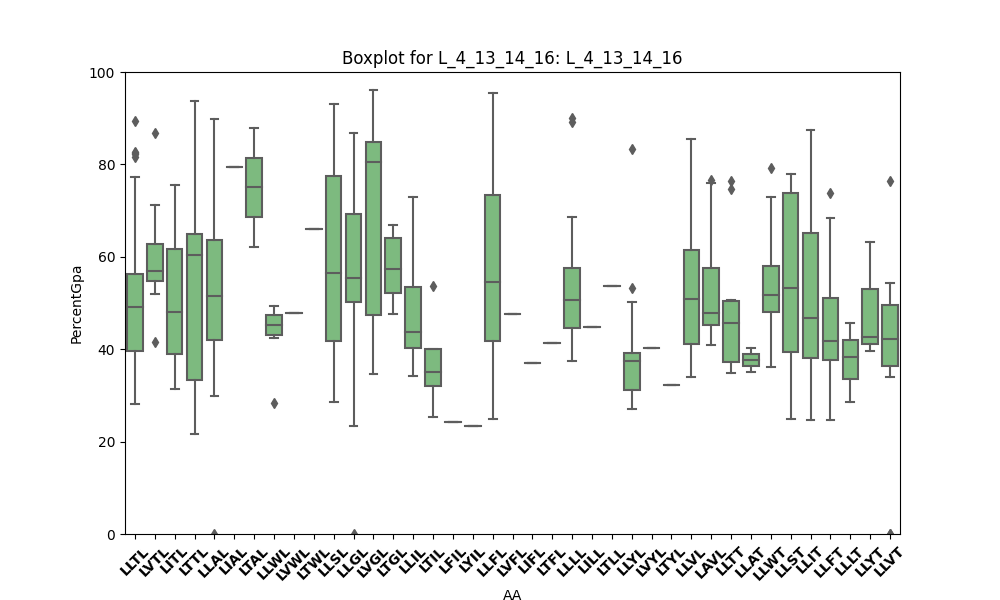 Boxplot for L_4_13_14_16: L_4_13_14_16
100
80
60
40
20
0
PercentGpa
LLTL LVTL LITL LTTL LLAL LIAL LTAL LLWL LVWL LTWL LLSL LLGL LVGL LTGL LLIL LTIL LFIL LYIL LLFL LVFL LIFL LTFL LLLL LILL LTLL LLYL LVYL LTYL LLVL LAVL LLTT LLAT LLWT LLST LLIT LLFT LLLT LLYT LLVT
AA